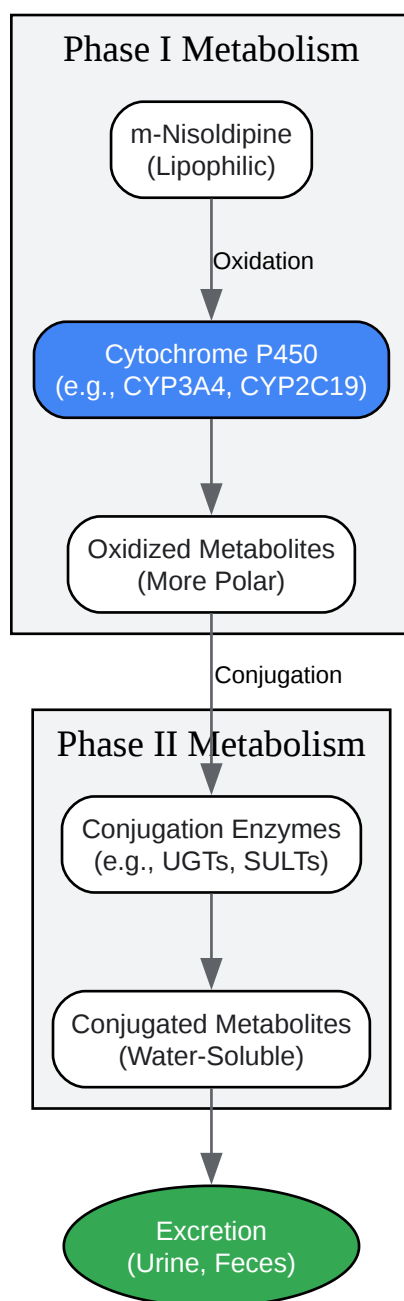 Phase I Metabolism
m-Nisoldipine
(Lipophilic)
Oxidation
Cytochrome P450
(e.g., CYP3A4, CYP2C19)
Oxidized Metabolites
(More Polar)
Conjugation
Phase II Metabolism
Conjugation Enzymes
(e.g., UGTs, SULTs)
Conjugated Metabolites
(Water-Soluble)
Excretion
(Urine, Feces)